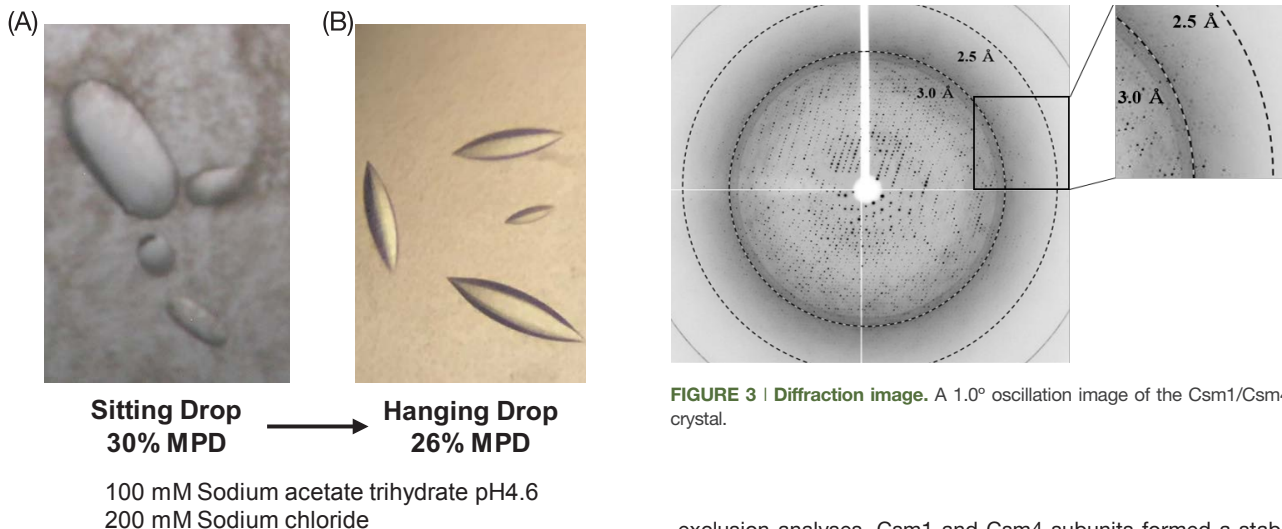 (A)
(B)
Sitting Drop
30% MPD
Hanging Drop
26% MPD
100 mM Sodium acetate trihydrate pH4.6
200 mM Sodium chloride
2.5 Å
3.0 Å
2.5 Å
3.0 Å
FIGURE 3 | Diffraction image. A 1.0º oscillation image of the Csm1/Csm4
crystal.
exclusion analyses, Csm1 and Csm4 subunits formed a stab